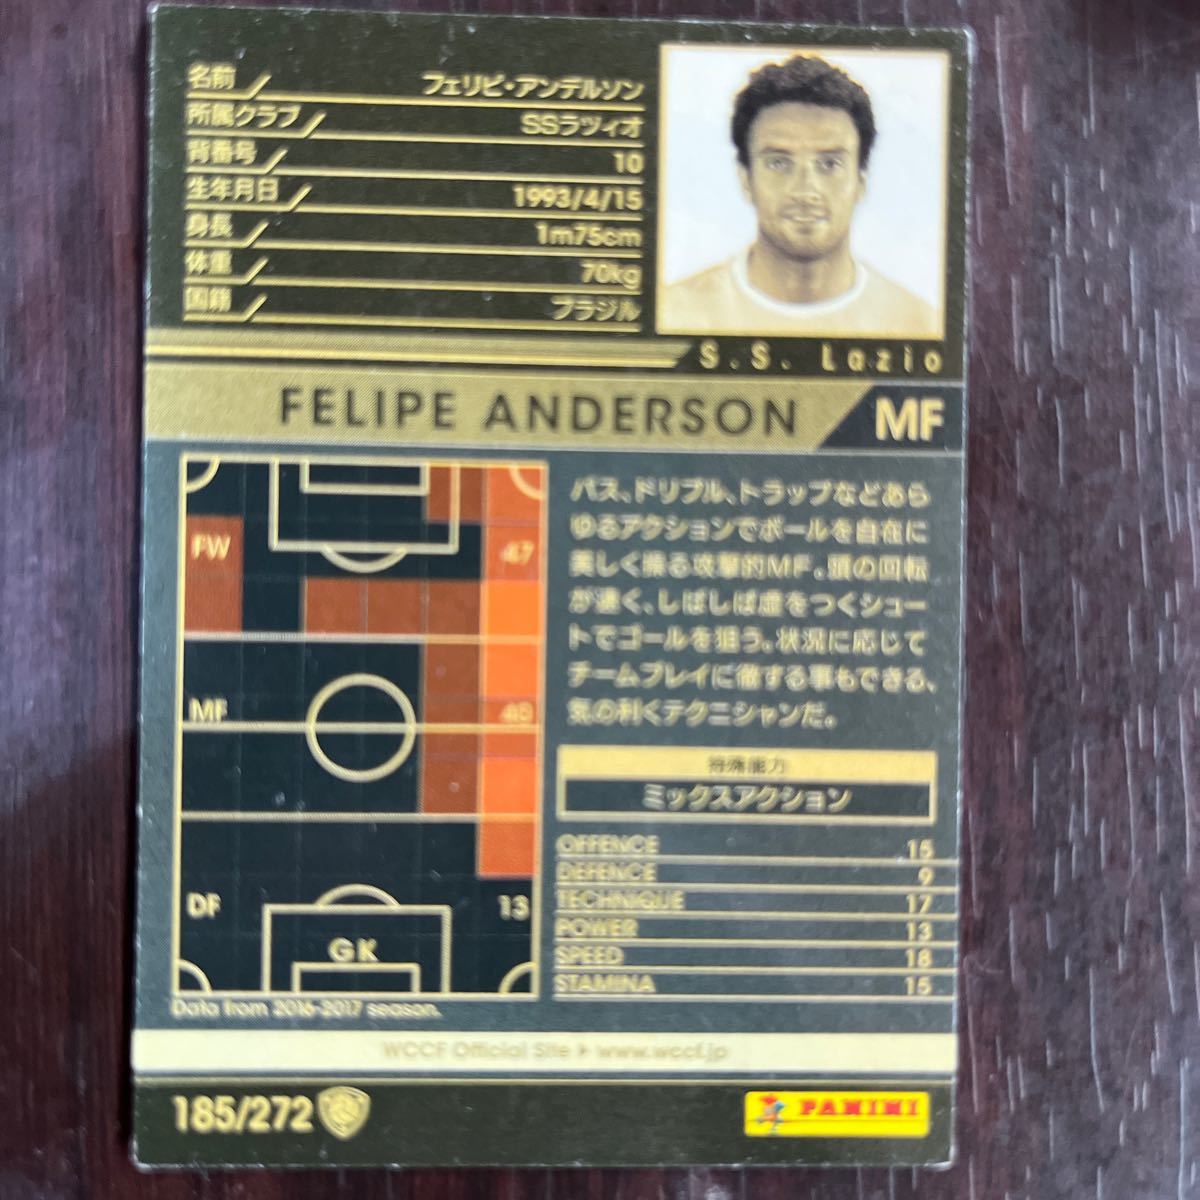 名前 フェリピ・アンデルソン
所属クラブ SSラツィオ
背番号 10
生年月日 1993/4/15
身長 1m75cm
体重 70kg
国籍 ブラジル
S.S. Lazio
FELIPE ANDERSON MF
FW 47
MF 40
DF 13
GK
Data from 2016-2017 season.
パス、ドリブル、トラップなどあら
ゆるアクションでボールを自在に
美しく操る攻撃的MF。頭の回転
が速く、しばしば虚をつくシュー
トでゴールを狙う。状況に応じて
チームプレイに徹する事もできる、
気の利くテクニシャンだ。
特殊能力
ミックスアクション
OFFENCE 15
DEFENCE 9
TECHNIQUE 17
POWER 13
SPEED 18
STAMINA 15
WCCF Official Site ▶ www.wccf.jp
185/272
PANINI